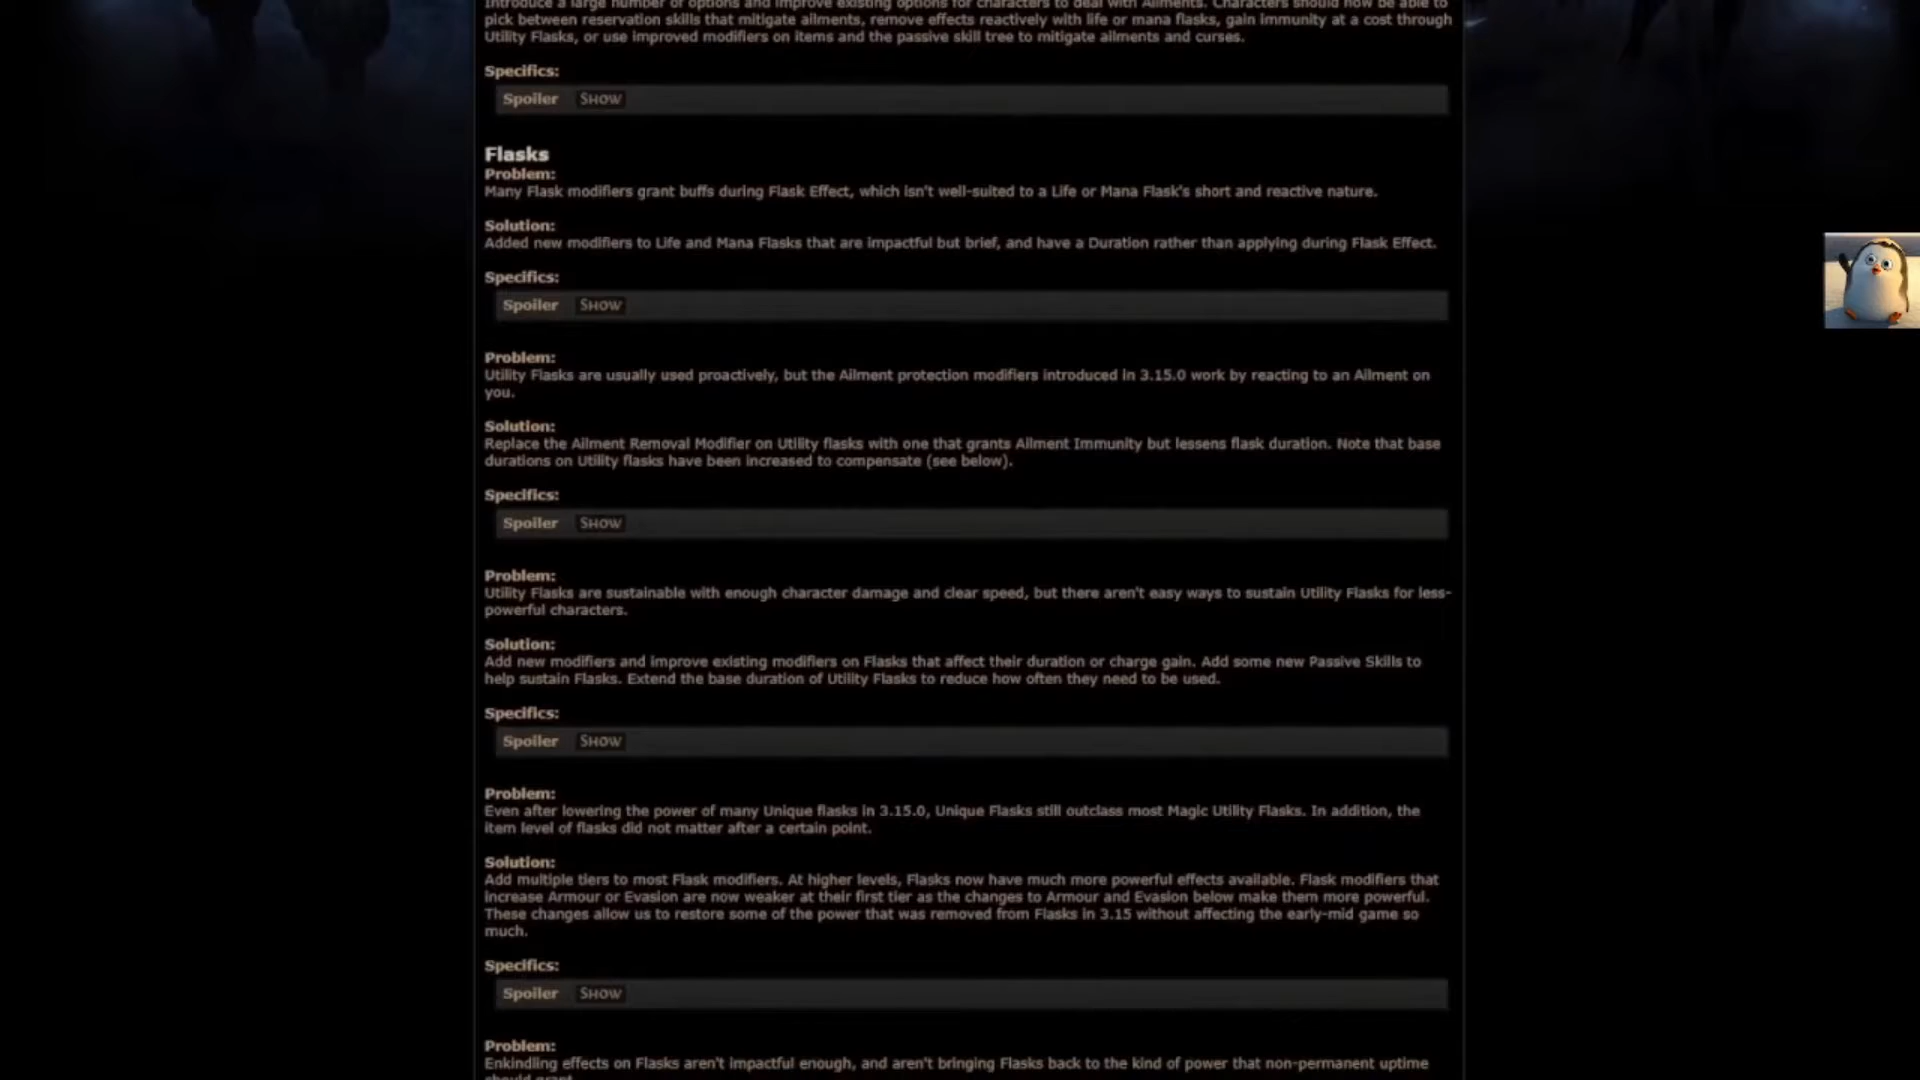 Introduce a large number of options and improve existing options for characters to deal with Ailments. Characters should now be able to
pick between reservation skills that mitigate ailments, remove effects reactively with life or mana flasks, gain immunity at a cost through
Utility Flasks, or use improved modifiers on items and the passive skill tree to mitigate ailments and curses.
Specifics:
Spoiler SHOW
Flasks
Problem:
Many Flask modifiers grant buffs during Flask Effect, which isn't well-suited to a Life or Mana Flask's short and reactive nature.
Solution:
Added new modifiers to Life and Mana Flasks that are impactful but brief, and have a Duration rather than applying during Flask Effect.
Specifics:
Spoiler SHOW
Problem:
Utility Flasks are usually used proactively, but the Ailment protection modifiers introduced in 3.15.0 work by reacting to an Ailment on
you.
Solution:
Replace the Ailment Removal Modifier on Utility flasks with one that grants Ailment Immunity but lessens flask duration. Note that base
durations on Utility flasks have been increased to compensate (see below).
Specifics:
Spoiler SHOW
Problem:
Utility Flasks are sustainable with enough character damage and clear speed, but there aren't easy ways to sustain Utility Flasks for less-
powerful characters.
Solution:
Add new modifiers and improve existing modifiers on Flasks that affect their duration or charge gain. Add some new Passive Skills to
help sustain Flasks. Extend the base duration of Utility Flasks to reduce how often they need to be used.
Specifics:
Spoiler SHOW
Problem:
Even after lowering the power of many Unique flasks in 3.15.0, Unique Flasks still outclass most Magic Utility Flasks. In addition, the
item level of flasks did not matter after a certain point.
Solution:
Add multiple tiers to most Flask modifiers. At higher levels, Flasks now have much more powerful effects available. Flask modifiers that
increase Armour or Evasion are now weaker at their first tier as the changes to Armour and Evasion below make them more powerful.
These changes allow us to restore some of the power that was removed from Flasks in 3.15 without affecting the early-mid game so
much.
Specifics:
Spoiler SHOW
Problem:
Enkindling effects on Flasks aren't impactful enough, and aren't bringing Flasks back to the kind of power that non-permanent uptime
should grant.